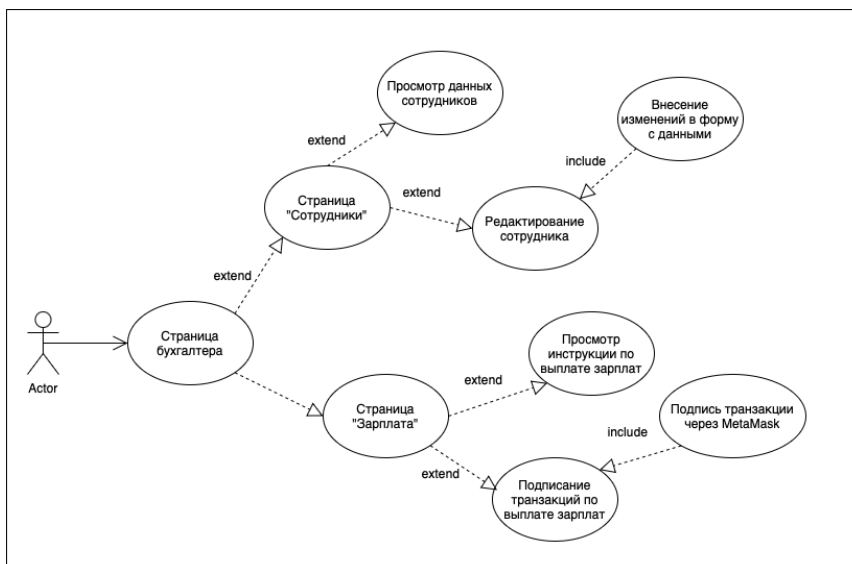 Просмотр данных
сотрудников
Внесение
изменений в форму
с данными
extend
include
extend
Страница
"Сотрудники"
Редактирование
сотрудника
extend
Страница
бухгалтера
Actor
Просмотр
инструкции по
выплате зарплат
extend
Страница
"Зарплата"
Подпись транзакции
через MetaMask
include
extend
Подписание
транзакций по
выплате зарплат